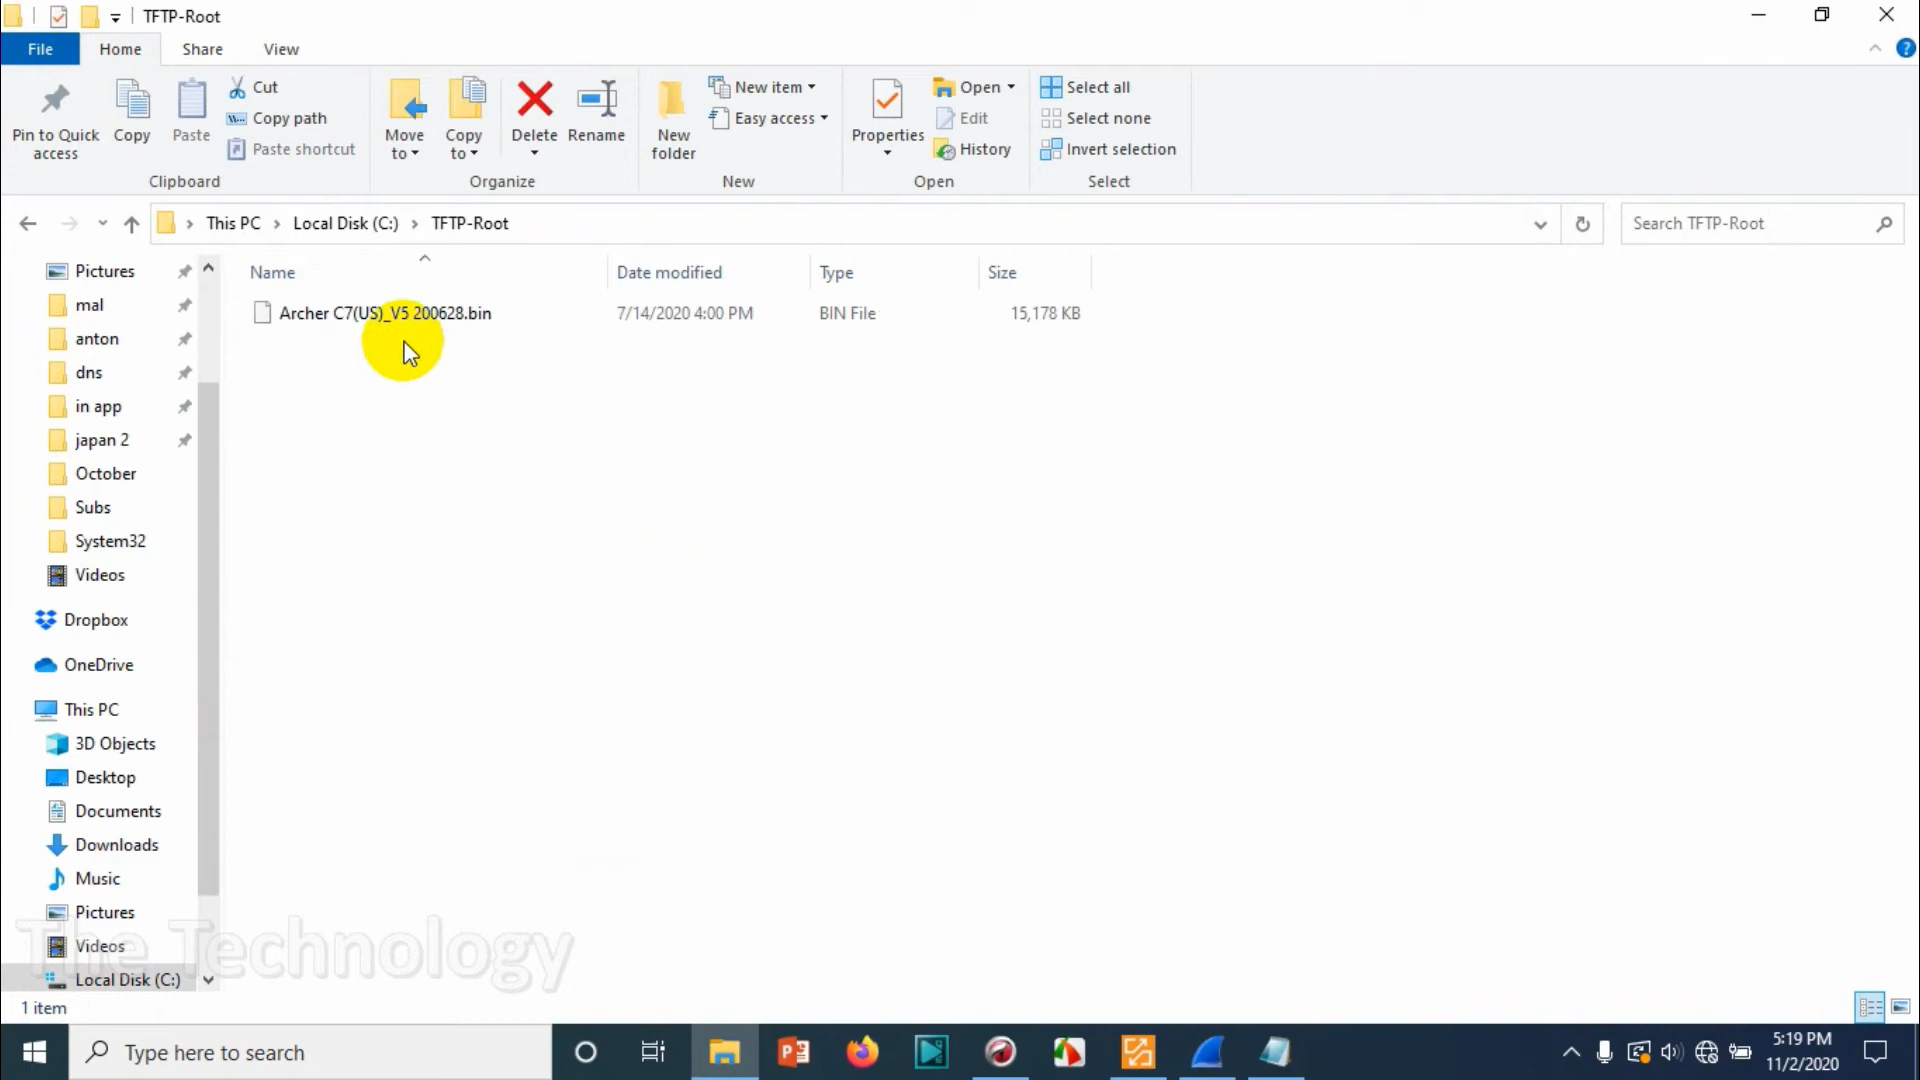 TFTP-Root
File Home Share View
Pin to Quick access
Copy
Paste
Cut
Copy path
Paste shortcut
Move to
Copy to
Delete
Rename
New folder
New item
Easy access
Properties
Open
Edit
History
Select all
Select none
Invert selection
Clipboard Organize New Open Select
This PC Local Disk (C:) TFTP-Root
Search TFTP-Root
Name Date modified Type Size
Archer C7(US)_V5 200628.bin 7/14/2020 4:00 PM BIN File 15,178 KB
Pictures
mal
anton
dns
in app
japan 2
October
Subs
System32
Videos
Dropbox
OneDrive
This PC
3D Objects
Desktop
Documents
Downloads
Music
Pictures
Videos
Local Disk (C:)
The Technology
1 item
Type here to search
5:19 PM
11/2/2020